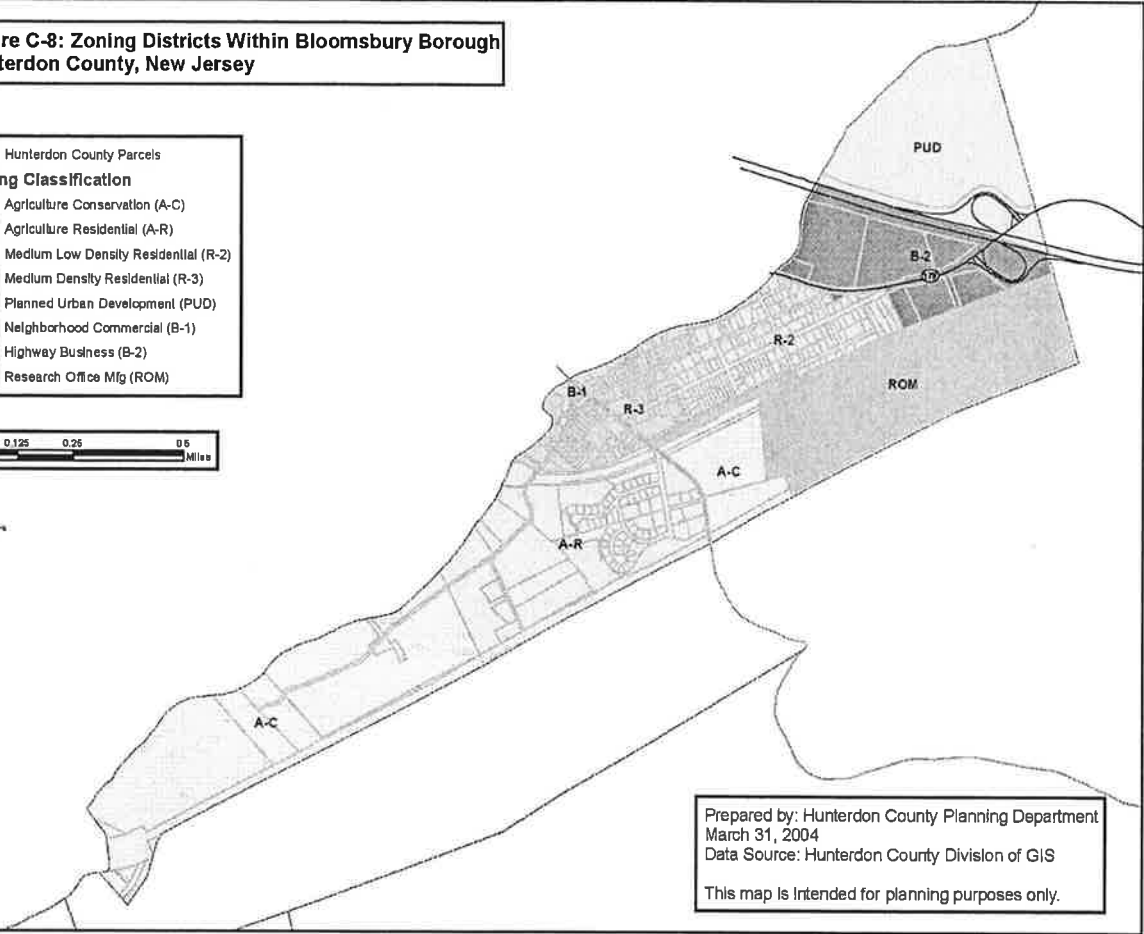 re C-8: Zoning Districts Within Bloomsbury Borough
terdon County, New Jersey
Hunterdon County Parcels
ng Classification
Agriculture Conservation (A-C)
Agriculture Residential (A-R)
Medium Low Density Residential (R-2)
Medium Density Residential (R-3)
Planned Urban Development (PUD)
Neighborhood Commercial (B-1)
Highway Business (B-2)
Research Office Mfg (ROM)
0.125 0.25 0.5
Miles
PUD
B-2
R-2
ROM
B-1
R-3
A-C
A-R
A-C
Prepared by: Hunterdon County Planning Department
March 31, 2004
Data Source: Hunterdon County Division of GIS
This map is intended for planning purposes only.